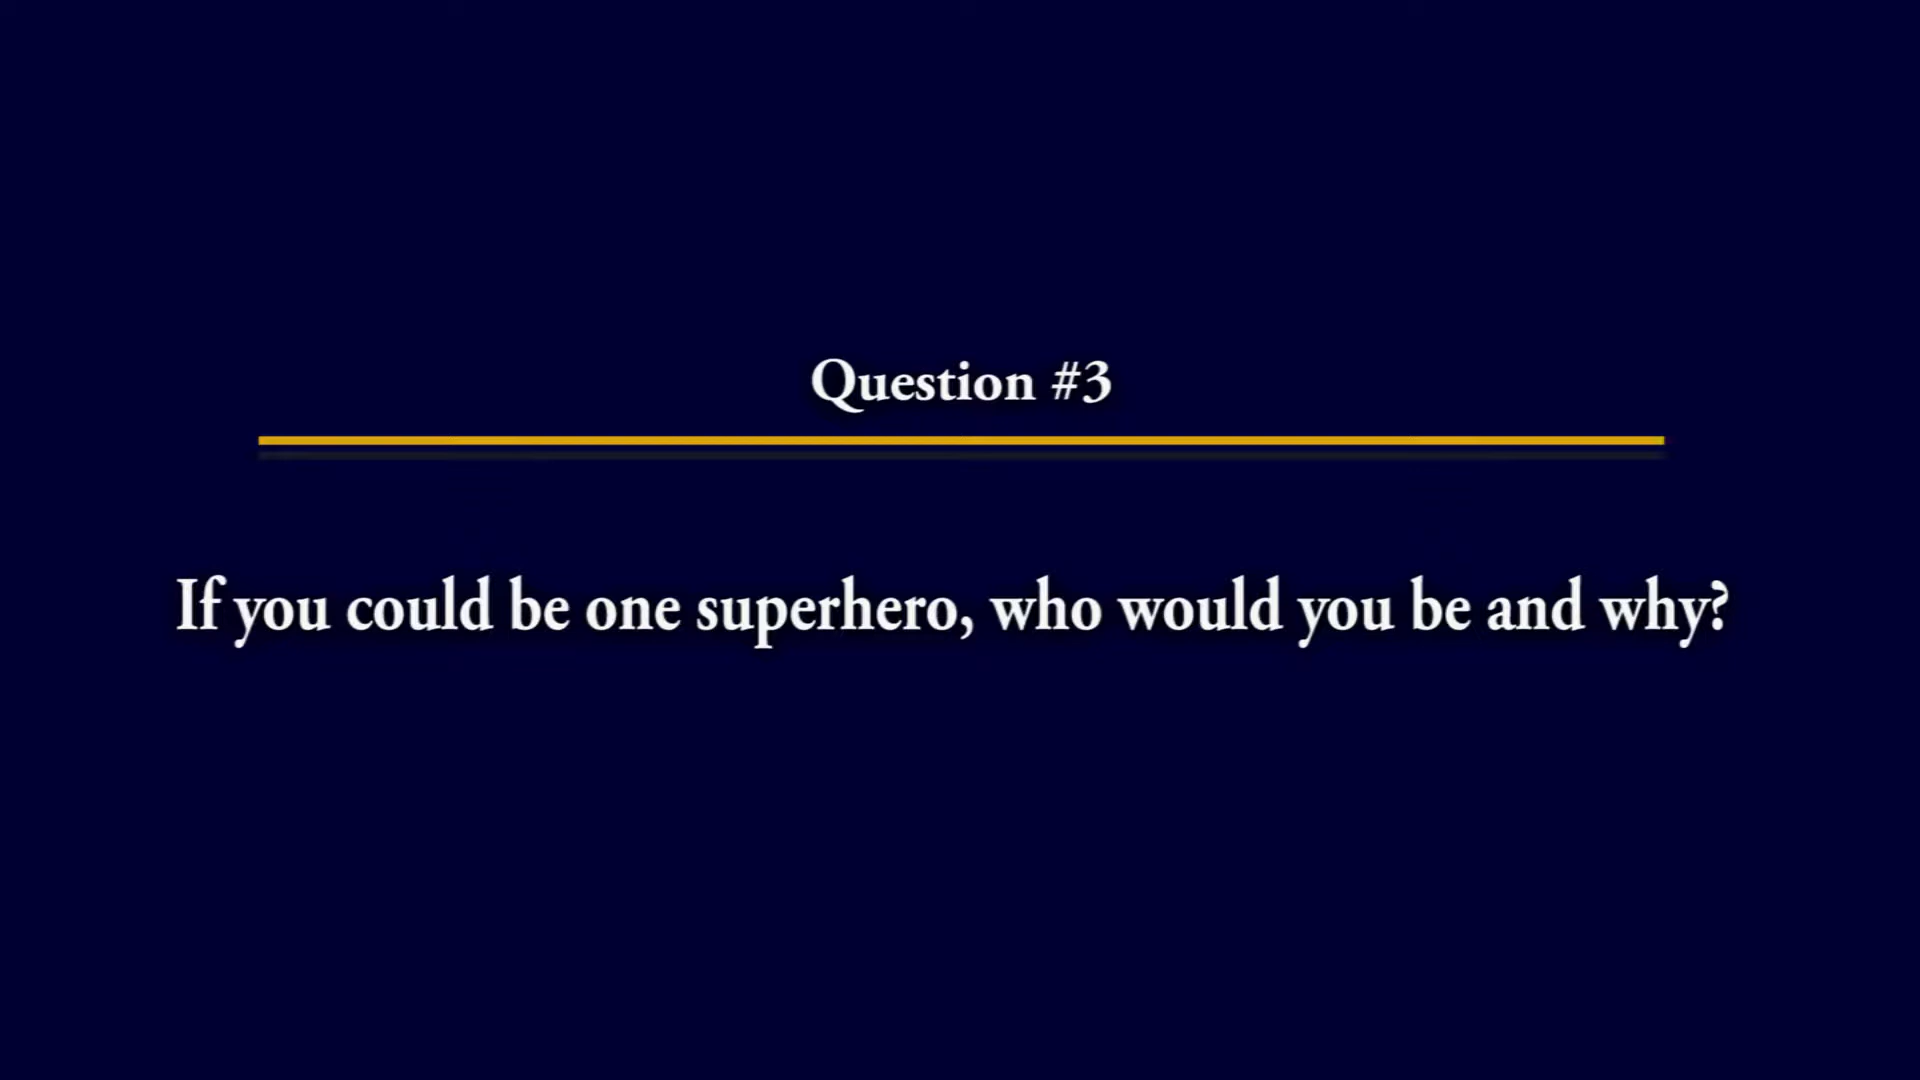 Question #3
If you could be one superhero, who would you be and why?